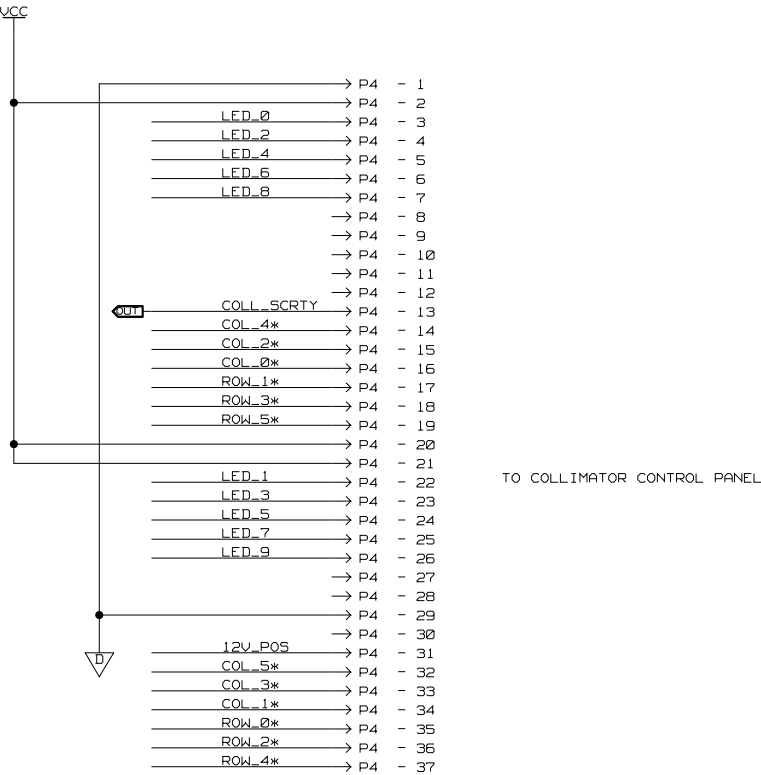 VCC
P4 - 1
P4 - 2
LED_0 P4 - 3
LED_2 P4 - 4
LED_4 P4 - 5
LED_6 P4 - 6
LED_8 P4 - 7
P4 - 8
P4 - 9
P4 - 10
P4 - 11
P4 - 12
OUT COLL_SCRTY P4 - 13
COL_4* P4 - 14
COL_2* P4 - 15
COL_0* P4 - 16
ROW_1* P4 - 17
ROW_3* P4 - 18
ROW_5* P4 - 19
P4 - 20
P4 - 21
TO COLLIMATOR CONTROL PANEL
LED_1 P4 - 22
LED_3 P4 - 23
LED_5 P4 - 24
LED_7 P4 - 25
LED_9 P4 - 26
P4 - 27
P4 - 28
P4 - 29
P4 - 30
D
12V_POS P4 - 31
COL_5* P4 - 32
COL_3* P4 - 33
COL_1* P4 - 34
ROW_0* P4 - 35
ROW_2* P4 - 36
ROW_4* P4 - 37